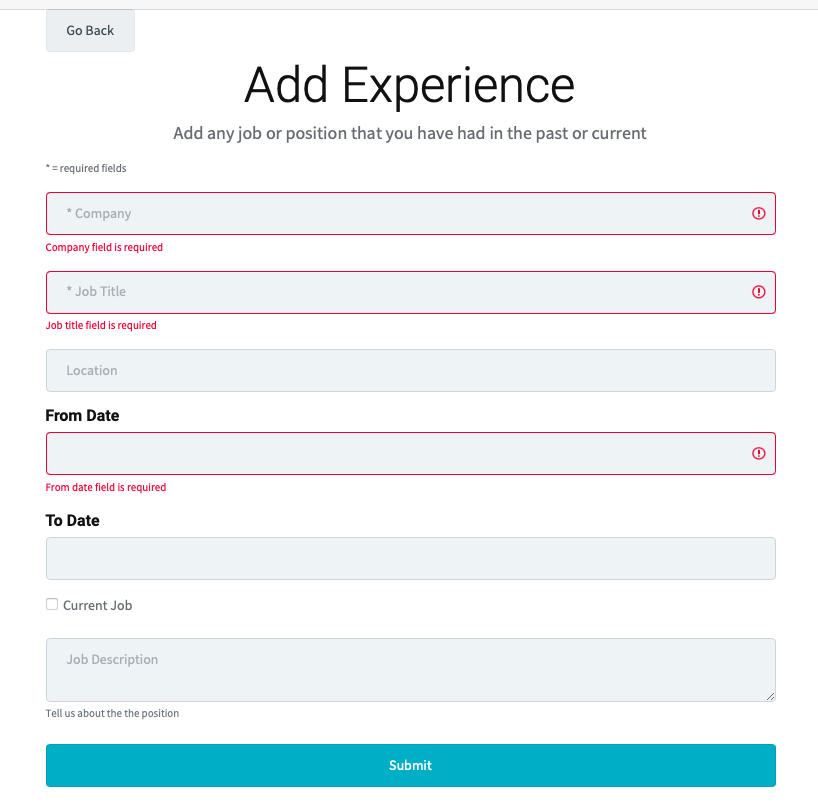 Go Back
Add Experience
Add any job or position that you have had in the past or current
* = required fields
* Company
Company field is required
* Job Title
Job title field is required
Location
From Date
From date field is required
To Date
Current Job
Job Description
Tell us about the the position
Submit